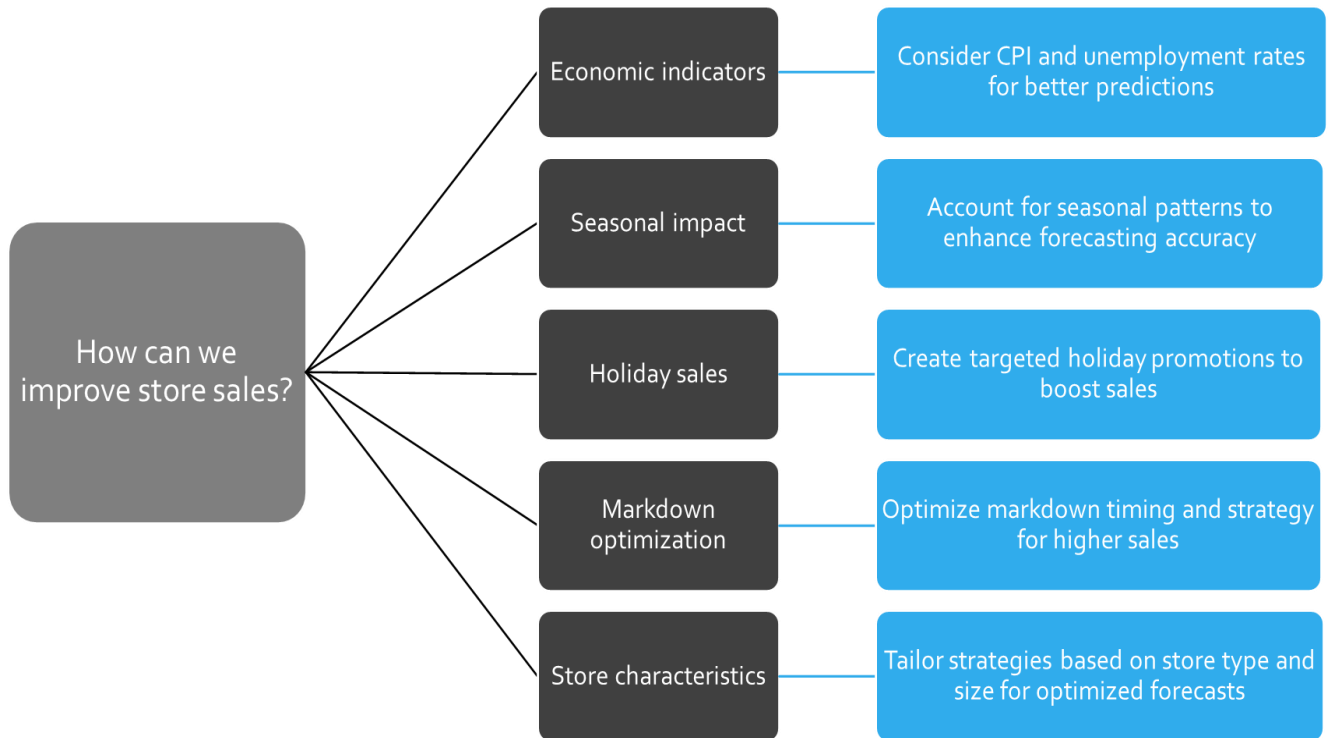 How can we
improve store sales?
Economic indicators
Consider CPI and unemployment rates
for better predictions
Seasonal impact
Account for seasonal patterns to
enhance forecasting accuracy
Holiday sales
Create targeted holiday promotions to
boost sales
Markdown
optimization
Optimize markdown timing and strategy
for higher sales
Store characteristics
Tailor strategies based on store type and
size for optimized forecasts